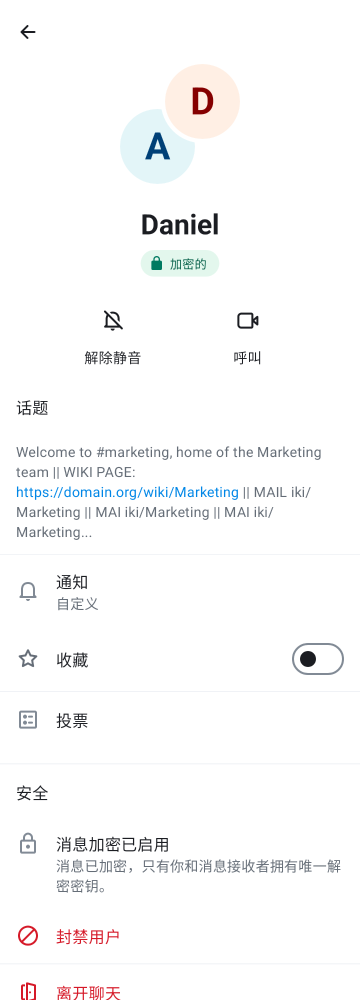 D
A
Daniel
加密的
解除静音
呼叫
话题
Welcome to #marketing, home of the Marketing
team || WIKI PAGE:
https://domain.org/wiki/Marketing || MAIL iki/
Marketing || MAI iki/Marketing || MAI iki/
Marketing...
通知
自定义
收藏
投票
安全
消息加密已启用
消息已加密，只有你和消息接收者拥有唯一解
密密钥。
封禁用户
离开聊天